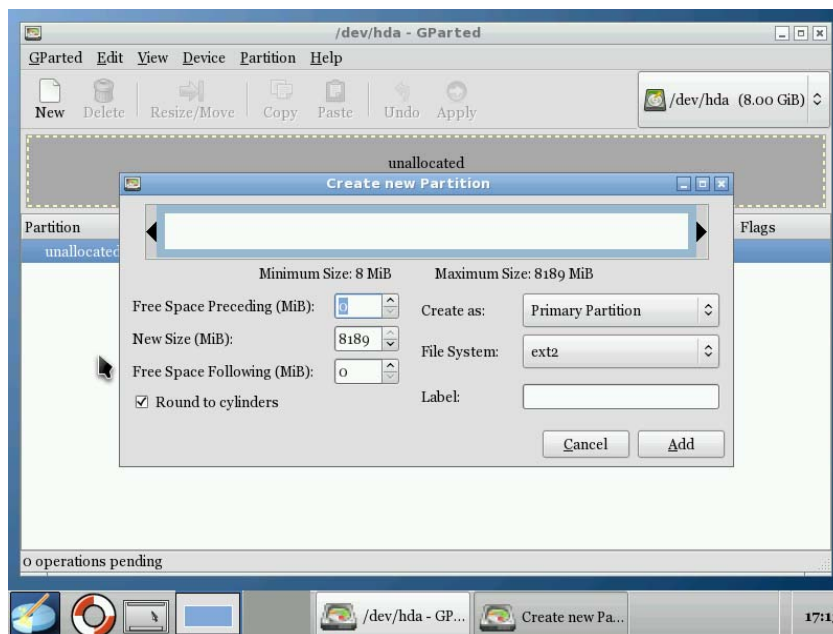 /dev/hda - GParted
GParted Edit View Device Partition Help
New Delete Resize/Move Copy Paste Undo Apply /dev/hda (8.00 GiB)
unallocated
Create new Partition
Partition Flags
unallocated
Minimum Size: 8 MiB Maximum Size: 8189 MiB
Free Space Preceding (MiB): 0 Create as: Primary Partition
New Size (MiB): 8189
File System: ext2
Free Space Following (MiB): 0
Round to cylinders Label:
Cancel Add
0 operations pending
/dev/hda - GP... Create new Pa...